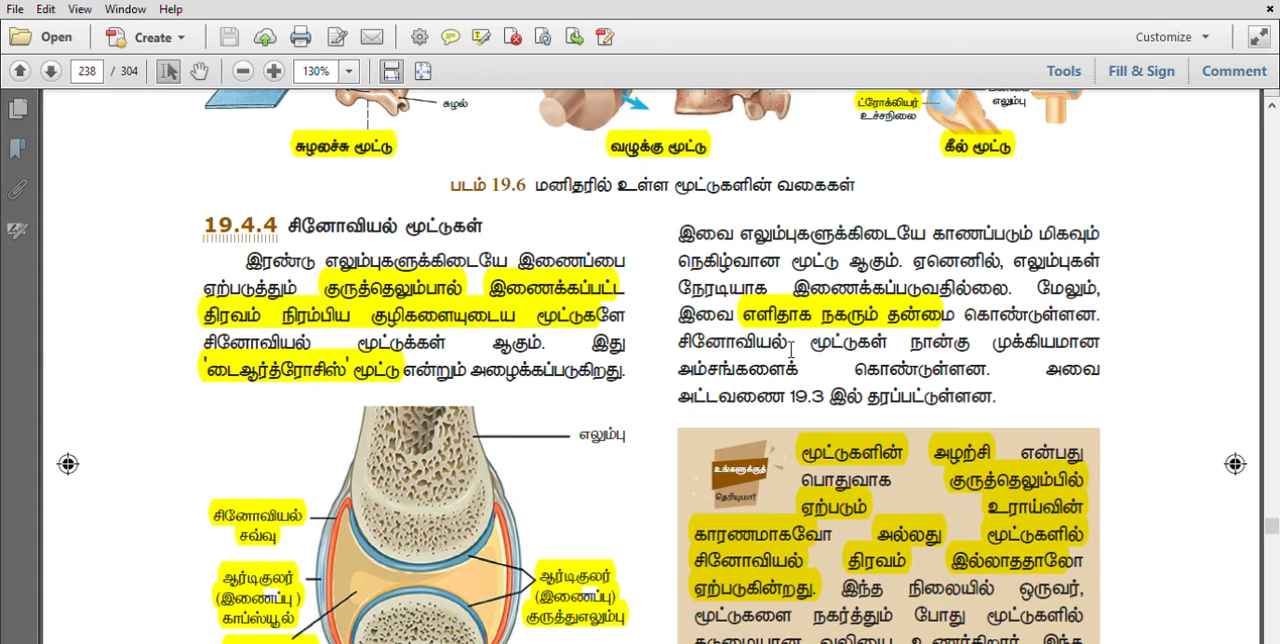 File Edit View Window Help
Open Create Customize
238 / 304 130% Tools Fill & Sign Comment
சுழல்
ட்ரோக்லியர்
உச்சநிலை
எலும்பு
சுழலச்சு மூட்டு
வழுக்கு மூட்டு
கீல் மூட்டு
படம் 19.6 மனிதரில் உள்ள மூட்டுகளின் வகைகள்
19.4.4 சினோவியல் மூட்டுகள்
இரண்டு எலும்புகளுக்கிடையே இணைப்பை
ஏற்படுத்தும் குருத்தெலும்பால் இணைக்கப்பட்ட
திரவம் நிரம்பிய குழிகளையுடைய மூட்டுகளே
சினோவியல் மூட்டுக்கள் ஆகும். இது
'டைஆர்த்ரோசிஸ்' மூட்டு என்றும் அழைக்கப்படுகிறது.
எலும்பு
சினோவியல்
சவ்வு
ஆர்டிகுலர்
(இணைப்பு )
காப்ஸ்யூல்
ஆர்டிகுலர்
(இணைப்பு)
குருத்துஎலும்பு
இவை எலும்புகளுக்கிடையே காணப்படும் மிகவும்
நெகிழ்வான மூட்டு ஆகும். ஏனெனில், எலும்புகள்
நேரடியாக இணைக்கப்படுவதில்லை. மேலும்,
இவை எளிதாக நகரும் தன்மை கொண்டுள்ளன.
சினோவியல் மூட்டுகள் நான்கு முக்கியமான
அம்சங்களைக் கொண்டுள்ளன. அவை
அட்டவணை 19.3 இல் தரப்பட்டுள்ளன.
உங்களுக்குத்
தெரியுமா?
மூட்டுகளின் அழற்சி என்பது
பொதுவாக குருத்தெலும்பில்
ஏற்படும் உராய்வின்
காரணமாகவோ அல்லது மூட்டுகளில்
சினோவியல் திரவம் இல்லாததாலோ
ஏற்படுகின்றது. இந்த நிலையில் ஒருவர்,
மூட்டுகளை நகர்த்தும் போது மூட்டுகளில்
கடுமையான வலியை உணர்கிறார். இந்த